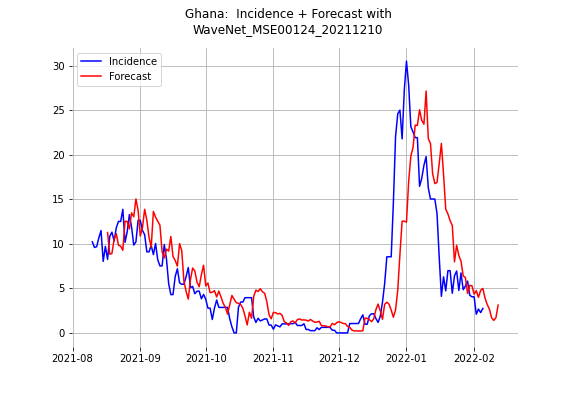 Ghana:  Incidence + Forecast with
WaveNet_MSE00124_20211210
Incidence
Forecast
30
25
20
15
10
5
0
2021-08 2021-09 2021-10 2021-11 2021-12 2022-01 2022-02